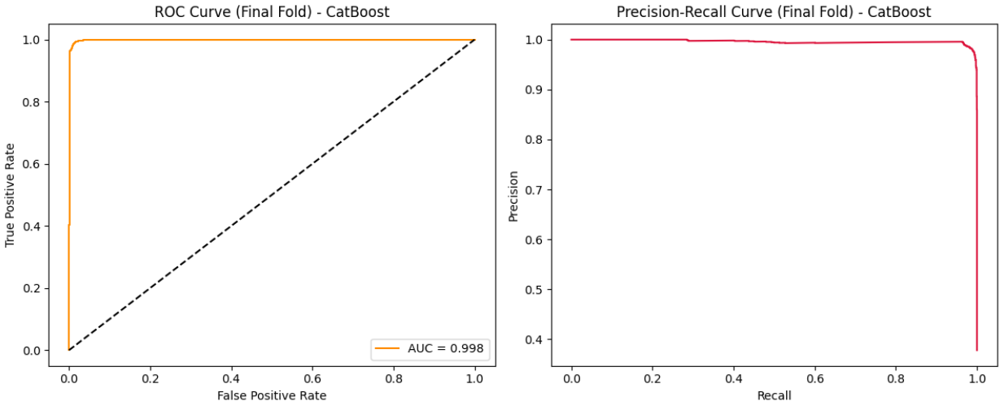 ROC Curve (Final Fold) - CatBoost
True Positive Rate
1.0
0.8
0.6
0.4
0.2
0.0
AUC = 0.998
0.0 0.2 0.4 0.6 0.8 1.0
False Positive Rate
Precision-Recall Curve (Final Fold) - CatBoost
Precision
1.0
0.9
0.8
0.7
0.6
0.5
0.4
0.0 0.2 0.4 0.6 0.8 1.0
Recall